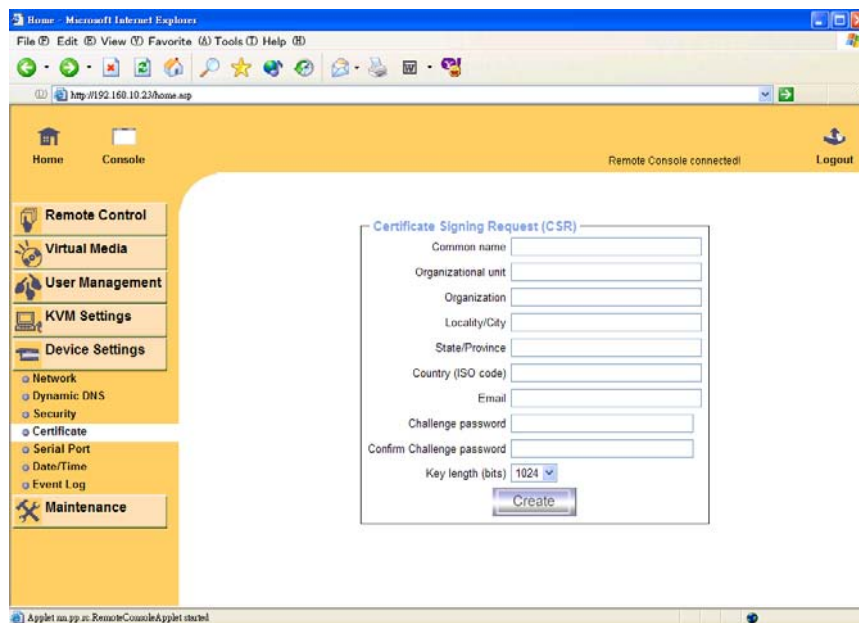 Home - Microsoft Internet Explorer
File(F) Edit (E) View (V) Favorite (A) Tools(T) Help (H)
(D) http://192.168.10.23/home.asp
Home
Console
Remote Console connected!
Logout
Remote Control
Virtual Media
User Management
KVM Settings
Device Settings
Network
Dynamic DNS
Security
Certificate
Serial Port
Date/Time
Event Log
Maintenance
Certificate Signing Request (CSR)
Common name
Organizational unit
Organization
Locality/City
State/Province
Country (ISO code)
Email
Challenge password
Confirm Challenge password
Key length (bits) 1024
Create
Applet nn.pp.rc.RemoteConsoleApplet started